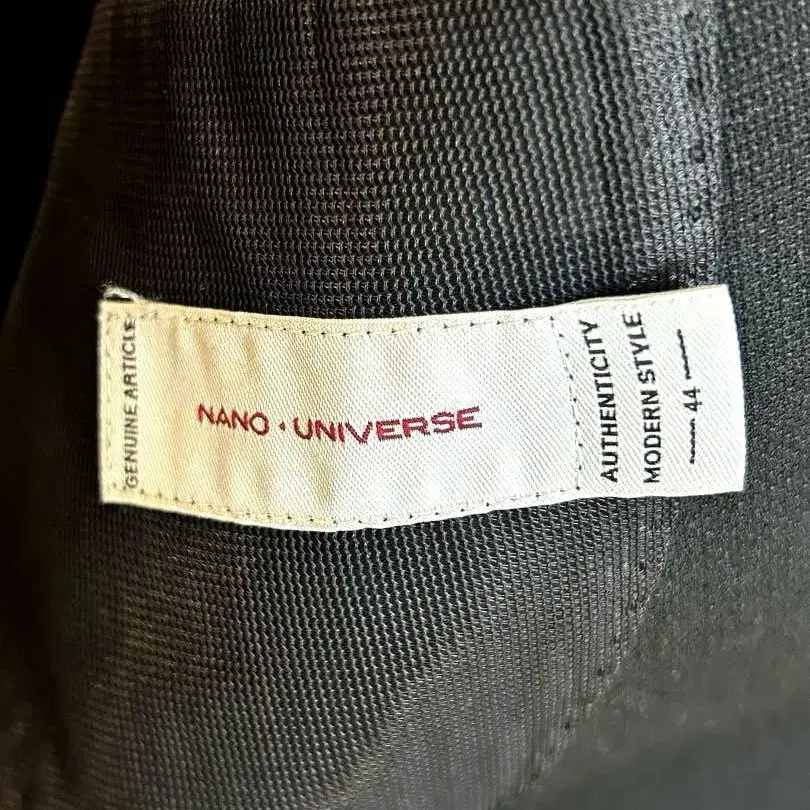 GENUINE ARTICLE
NANO・UNIVERSE
AUTHENTICITY
MODERN STYLE
44